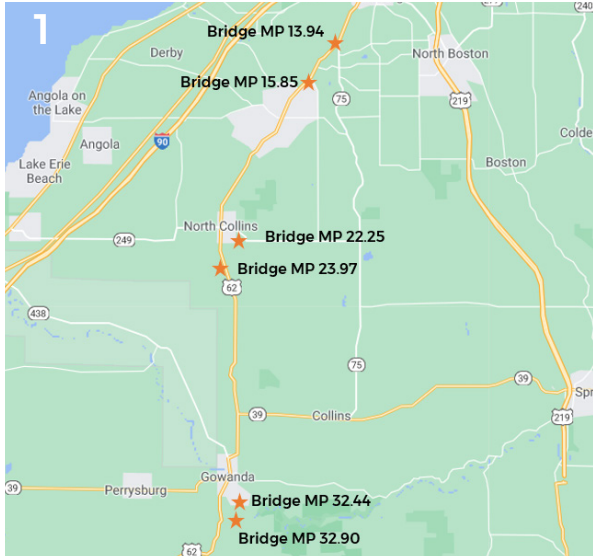 1
Bridge MP 13.94
240
Derby
North Boston
Bridge MP 15.85
75
Angola on
the Lake
219
Angola
90
Colde
Lake Erie
Beach
Boston
North Collins
249
Bridge MP 22.25
Bridge MP 23.97
62
438
75
39
Spr
39
Collins
219
Gowanda
39
Perrysburg
Bridge MP 32.44
Bridge MP 32.90
62